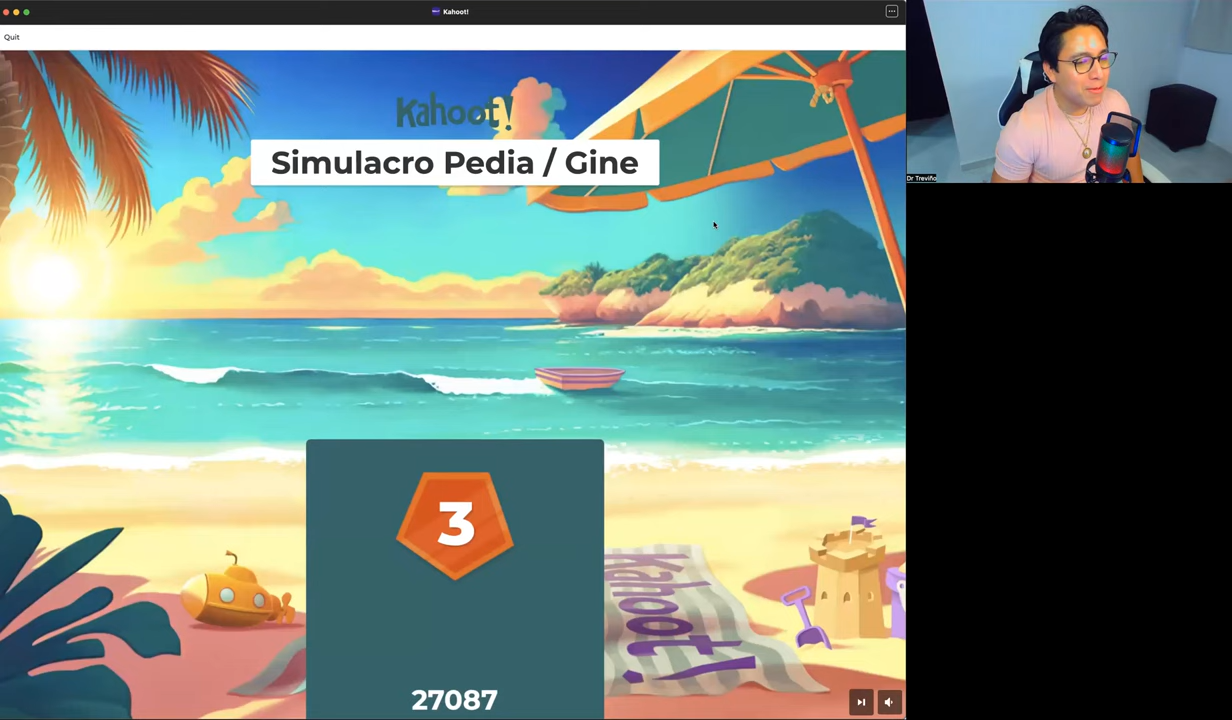 Kahoot!
Quit
Kahoot!
Simulacro Pedia / Gine
3
Kahoot!
27087
Dr Treviño